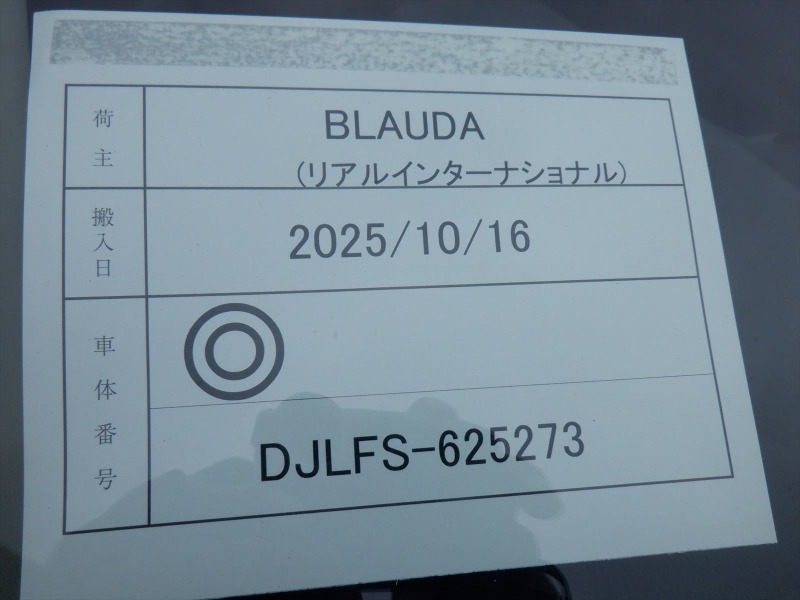 荷主
BLAUDA
(リアルインターナショナル)
搬入日
2025/10/16
車体番号
◎
DJLFS-625273